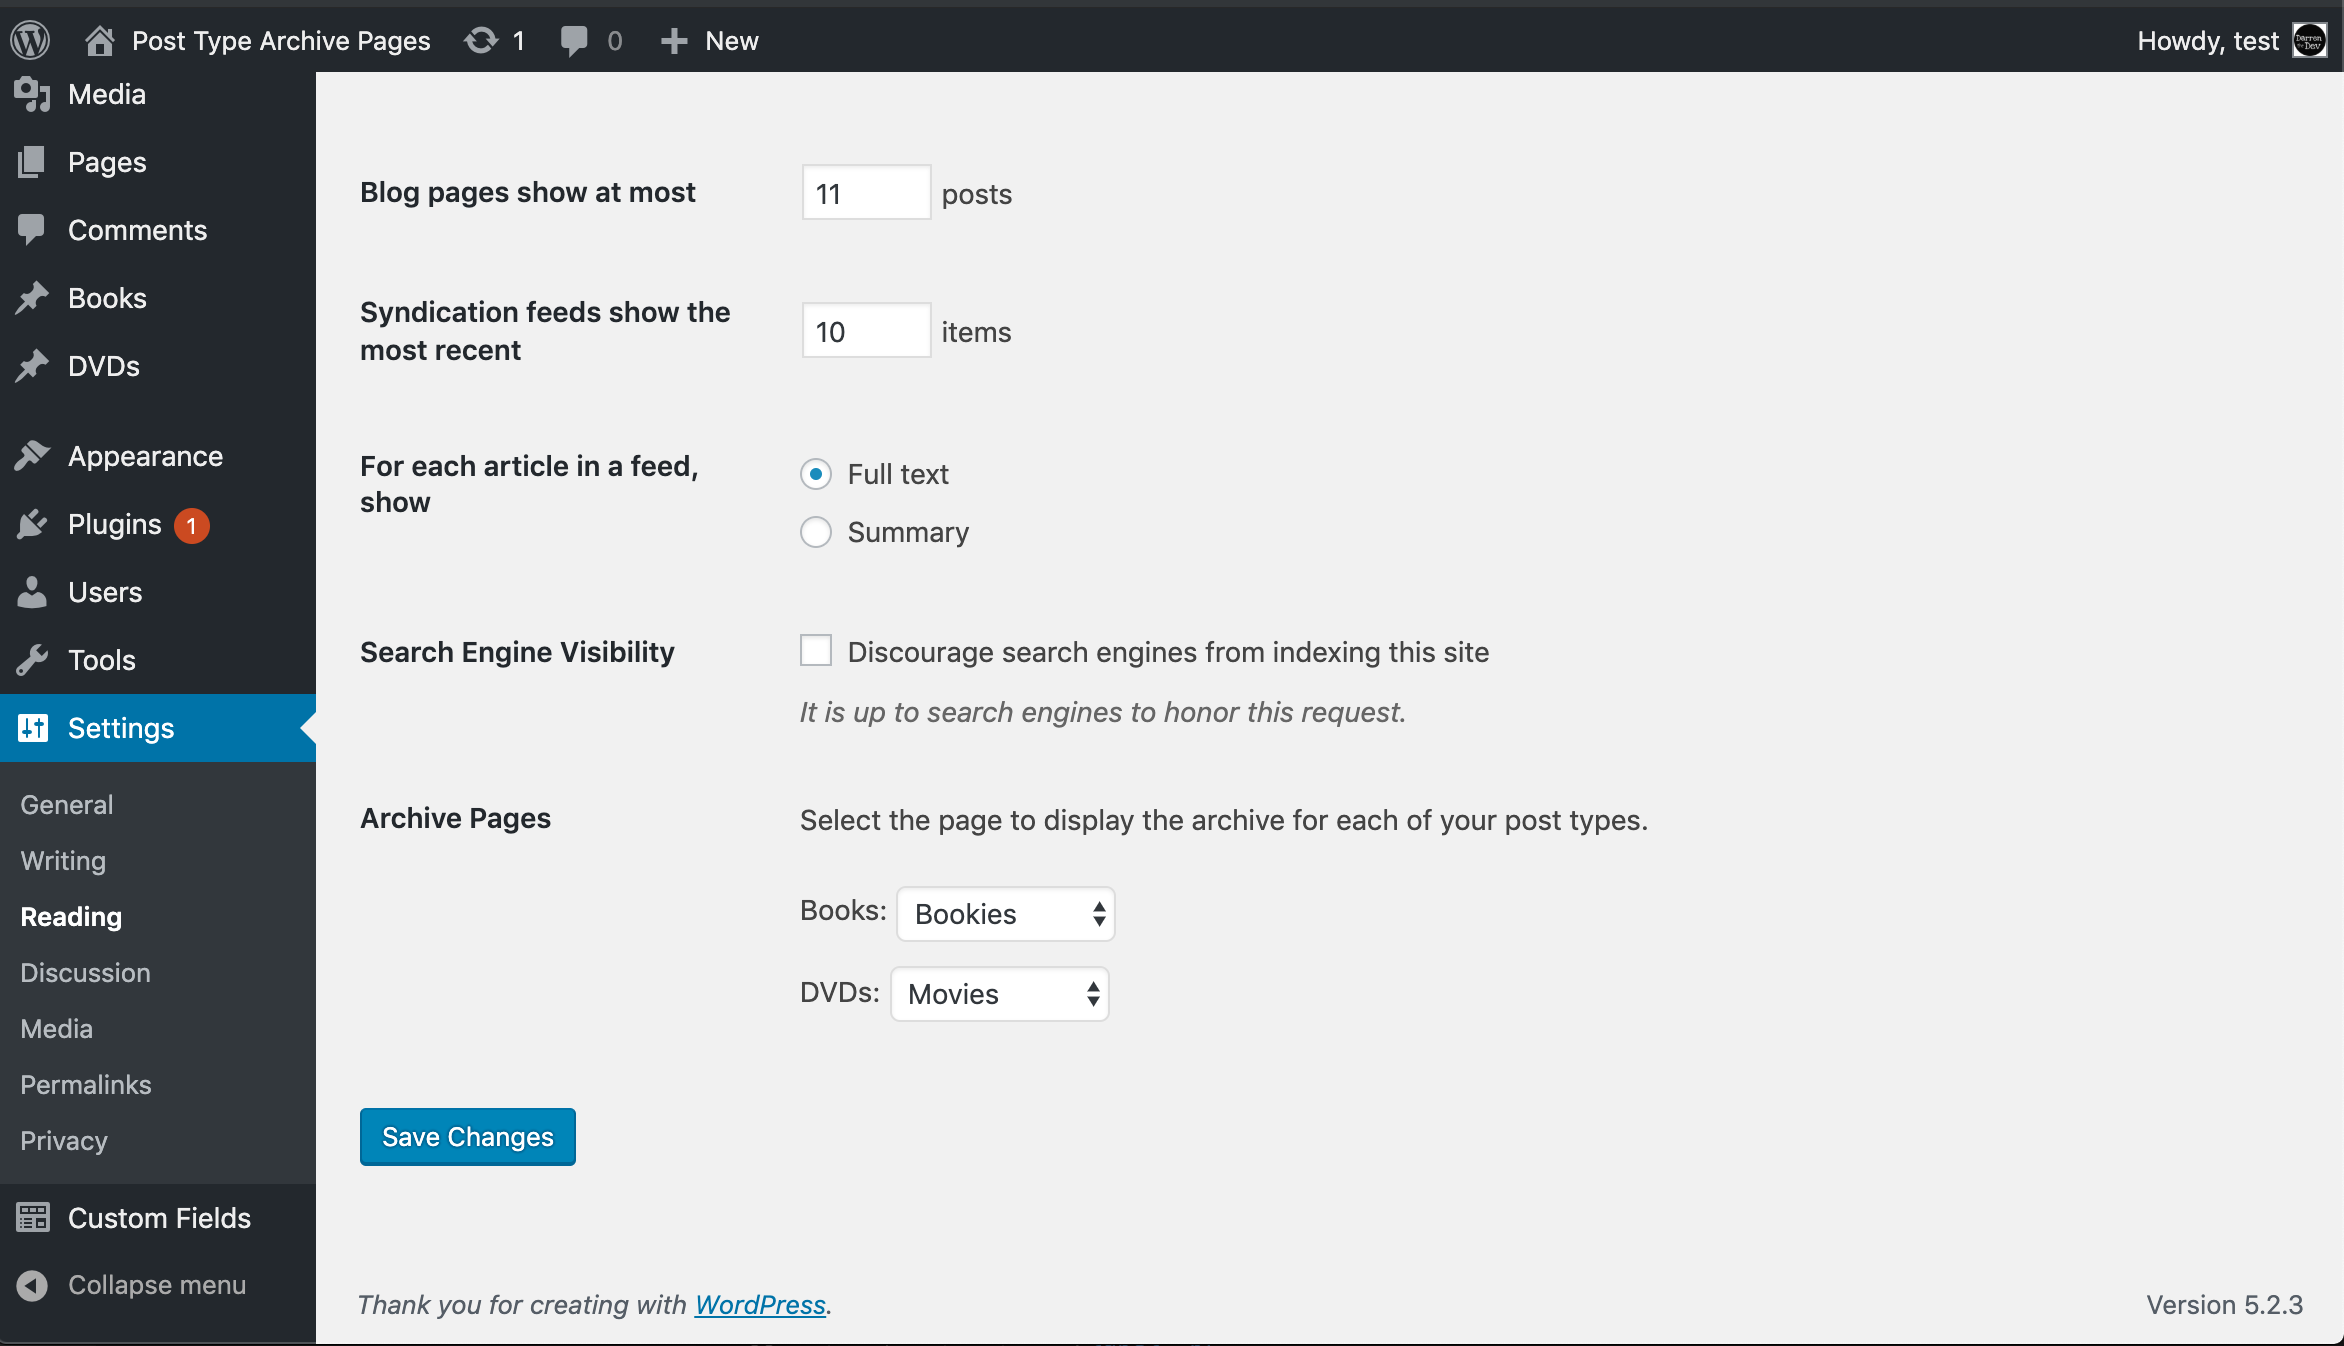 Post Type Archive Pages 1 0 New Howdy, test
Darren
the Dev
Media
Pages
Comments
Books
DVDs
Appearance
Plugins 1
Users
Tools
Settings
General
Writing
Reading
Discussion
Media
Permalinks
Privacy
Custom Fields
Collapse menu
Blog pages show at most 11 posts
Syndication feeds show the
most recent
10 items
For each article in a feed,
show
Full text
Summary
Search Engine Visibility Discourage search engines from indexing this site
It is up to search engines to honor this request.
Archive Pages Select the page to display the archive for each of your post types.
Books: Bookies
DVDs: Movies
Save Changes
Thank you for creating with WordPress. Version 5.2.3